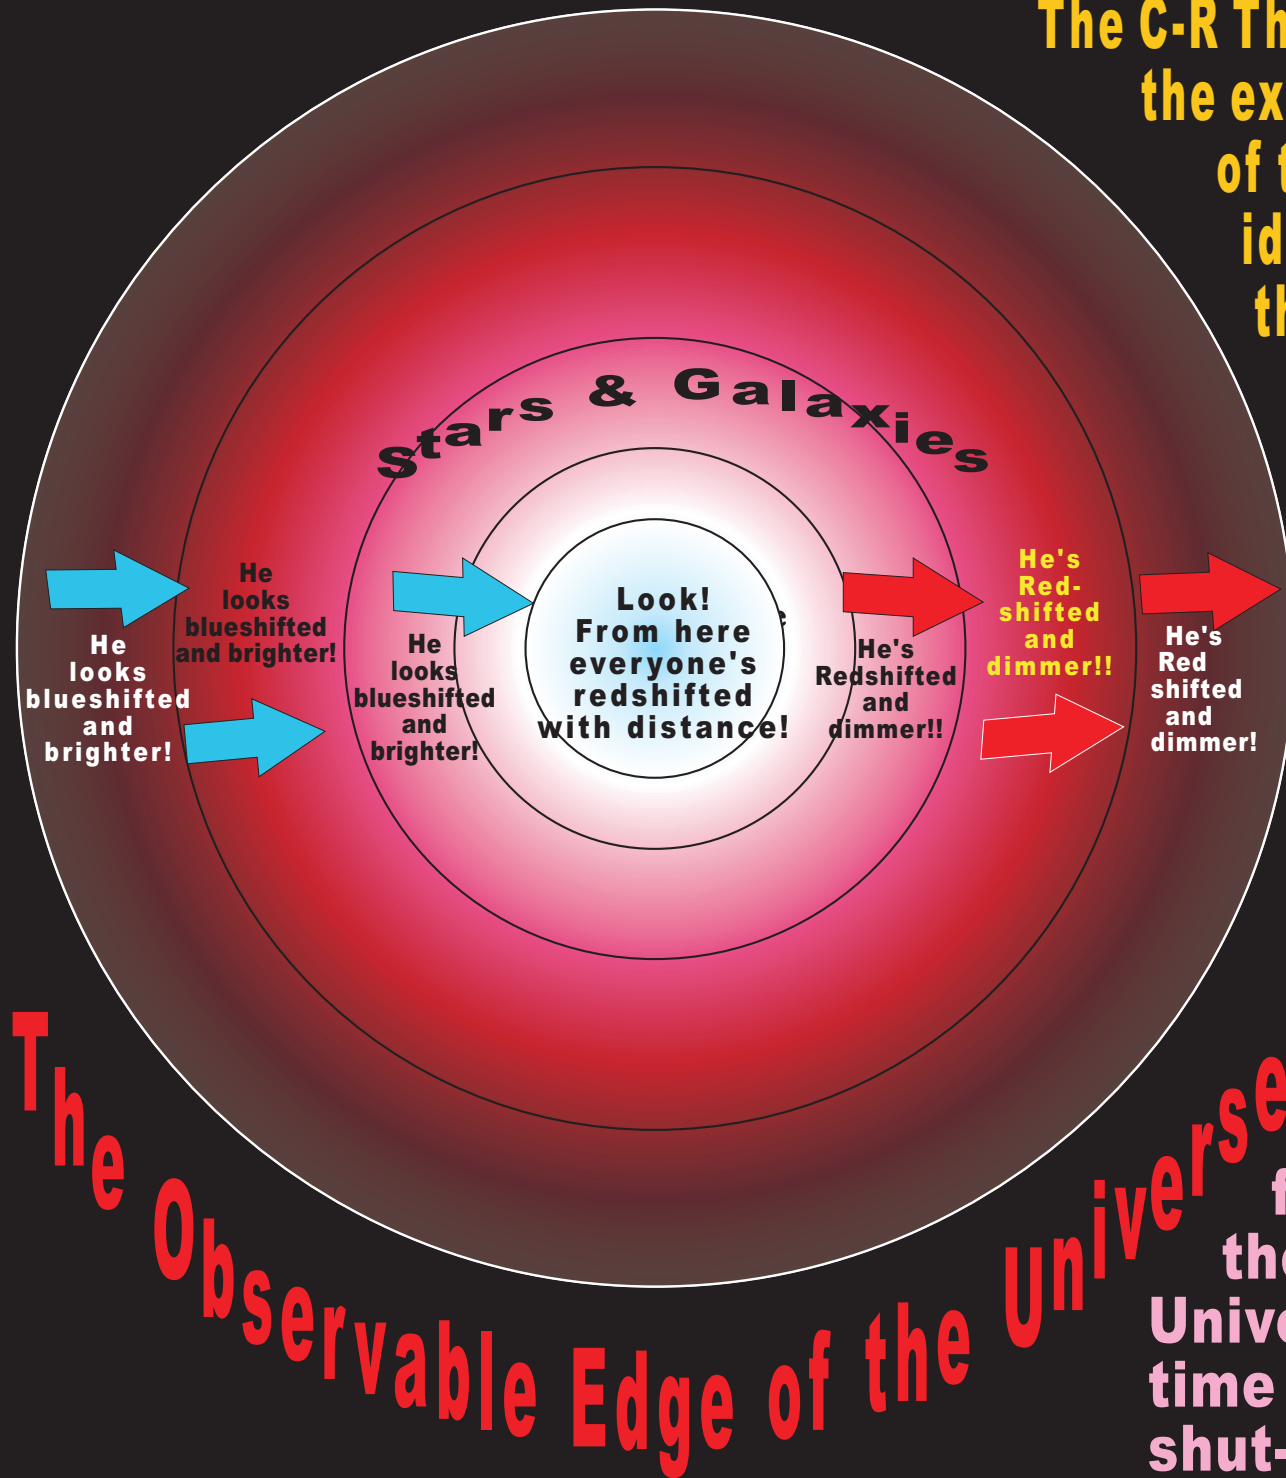 The C-R Th
the ex
of t
id
th
Stars & Galaxies
He
looks
blueshifted
and
brighter!
He
looks
blueshifted
and brighter!
He
looks
blueshifted
and
brighter!
Look!
From here
everyone's
redshifted
with distance!
He's
Redshifted
and
dimmer!!
He's
Red-
shifted
and
dimmer!!
He's
Red
shifted
and
dimmer!
The Observable Edge of the Universe
f
the
Unive
time
shut-